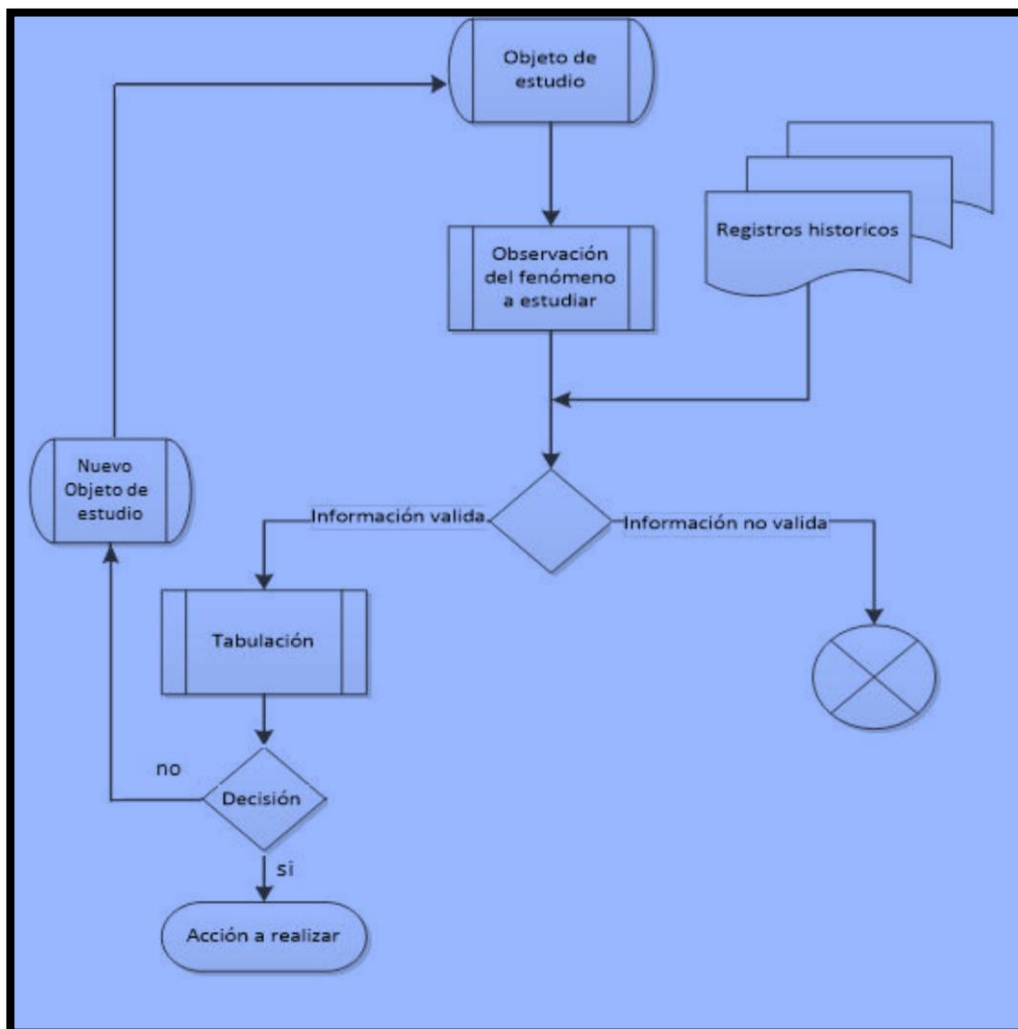 Objeto de
estudio
Observación
del fenómeno
a estudiar
Registros historicos
Nuevo
Objeto de
estudio
Información valida
Información no valida
Tabulación
no
Decisión
si
Acción a realizar